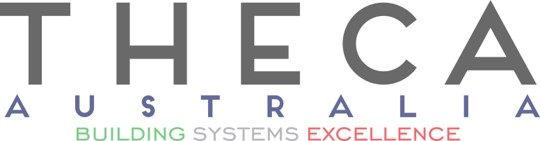 THECA
AUSTRALIA
BUILDING SYSTEMS EXCELLENCE